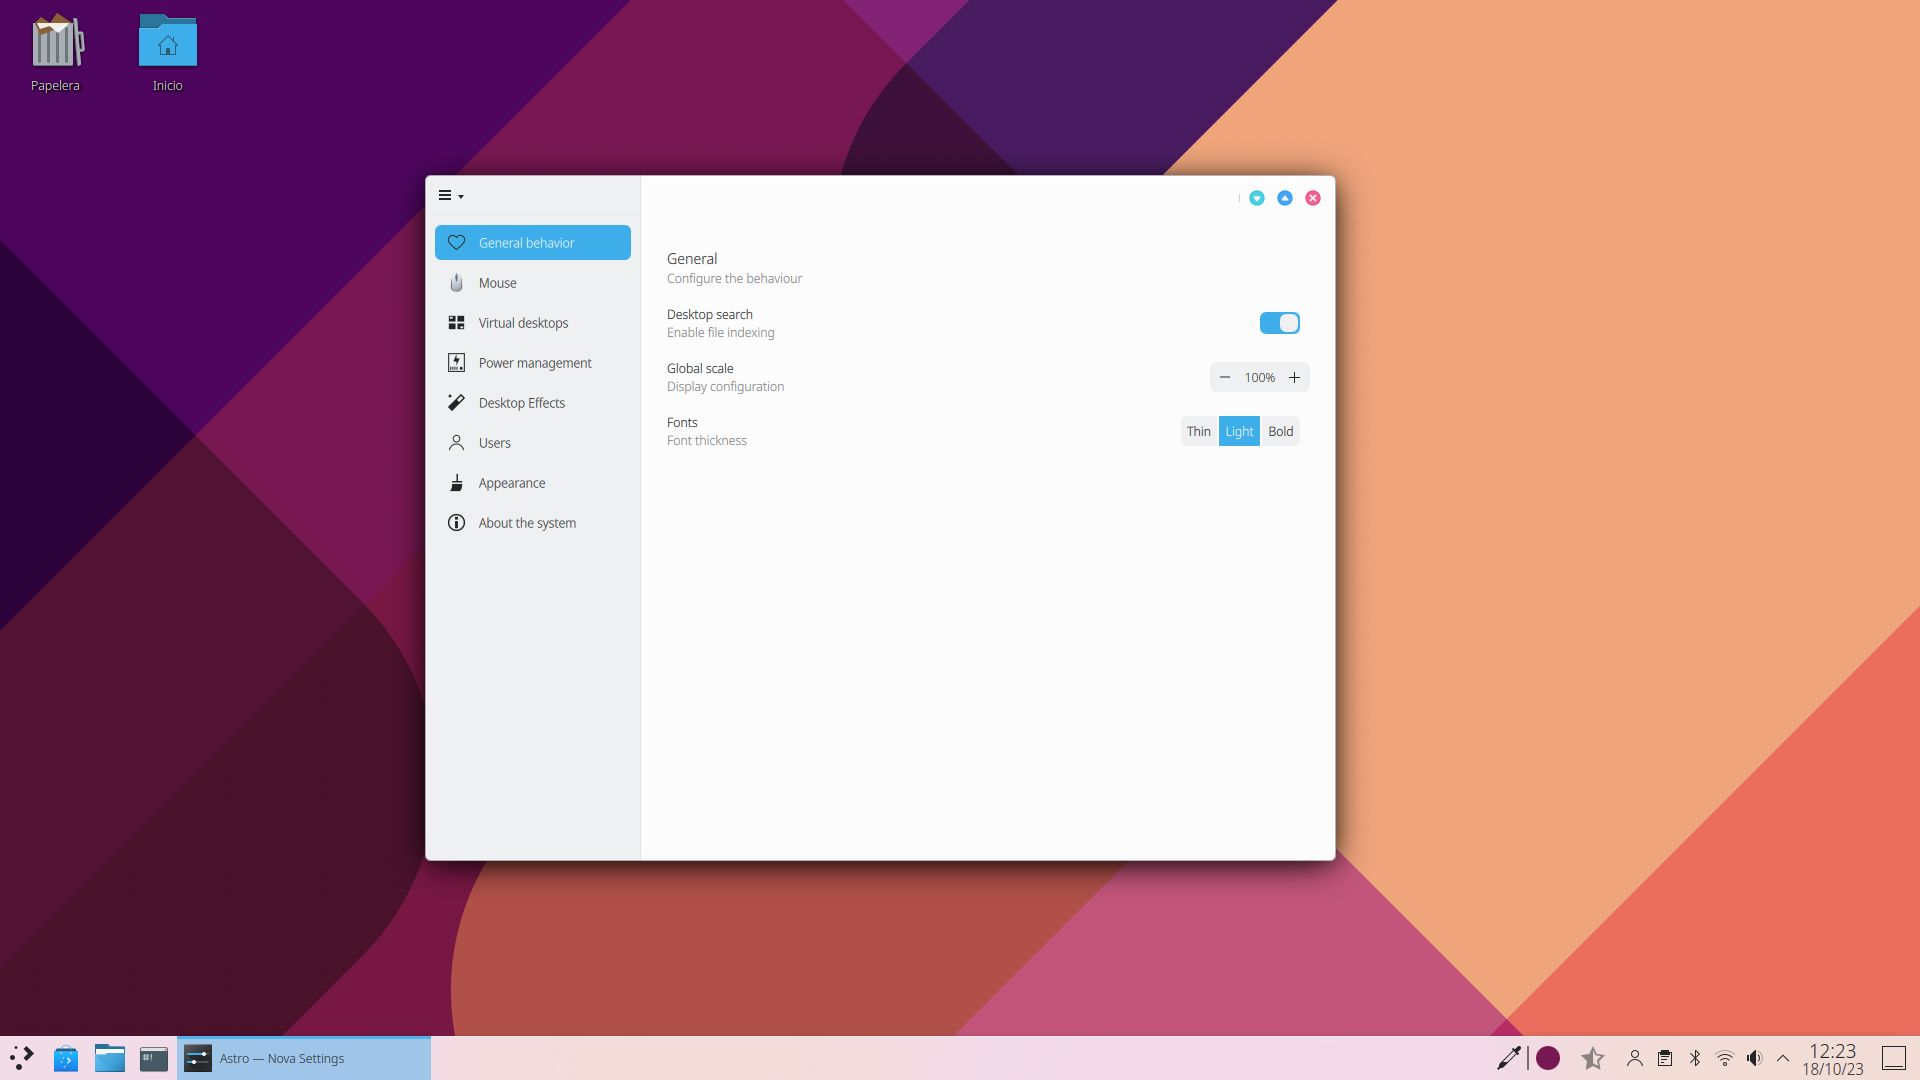 Papelera
Inicio
General behavior
Mouse
Virtual desktops
Power management
Desktop Effects
Users
Appearance
About the system
General
Configure the behaviour
Desktop search
Enable file indexing
Global scale
Display configuration
100%
Fonts
Font thickness
Thin Light Bold
#!
Astro — Nova Settings
12:23
18/10/23